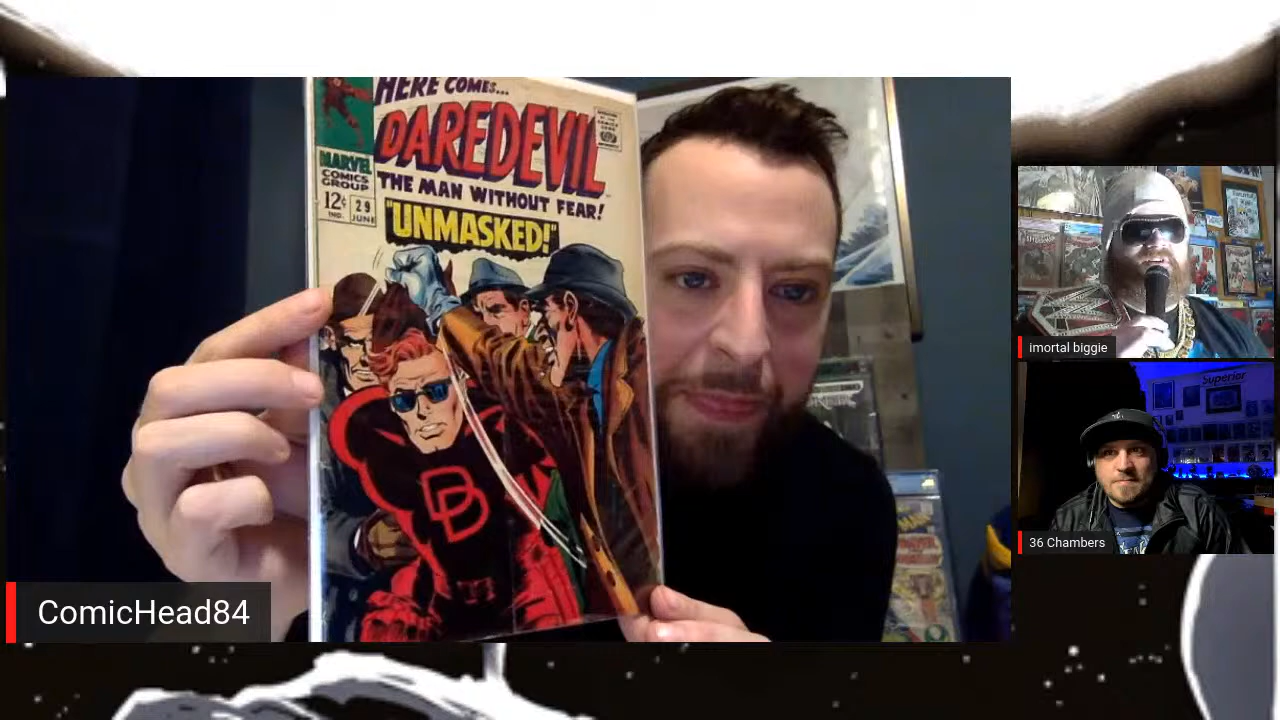 HERE COMES...
DAREDEVIL
MARVEL
COMICS
GROUP
12¢
IND.
29
JUNE
THE MAN WITHOUT FEAR!
"UNMASKED!"
DD
ComicHead84
imortal biggie
Superior
36 Chambers